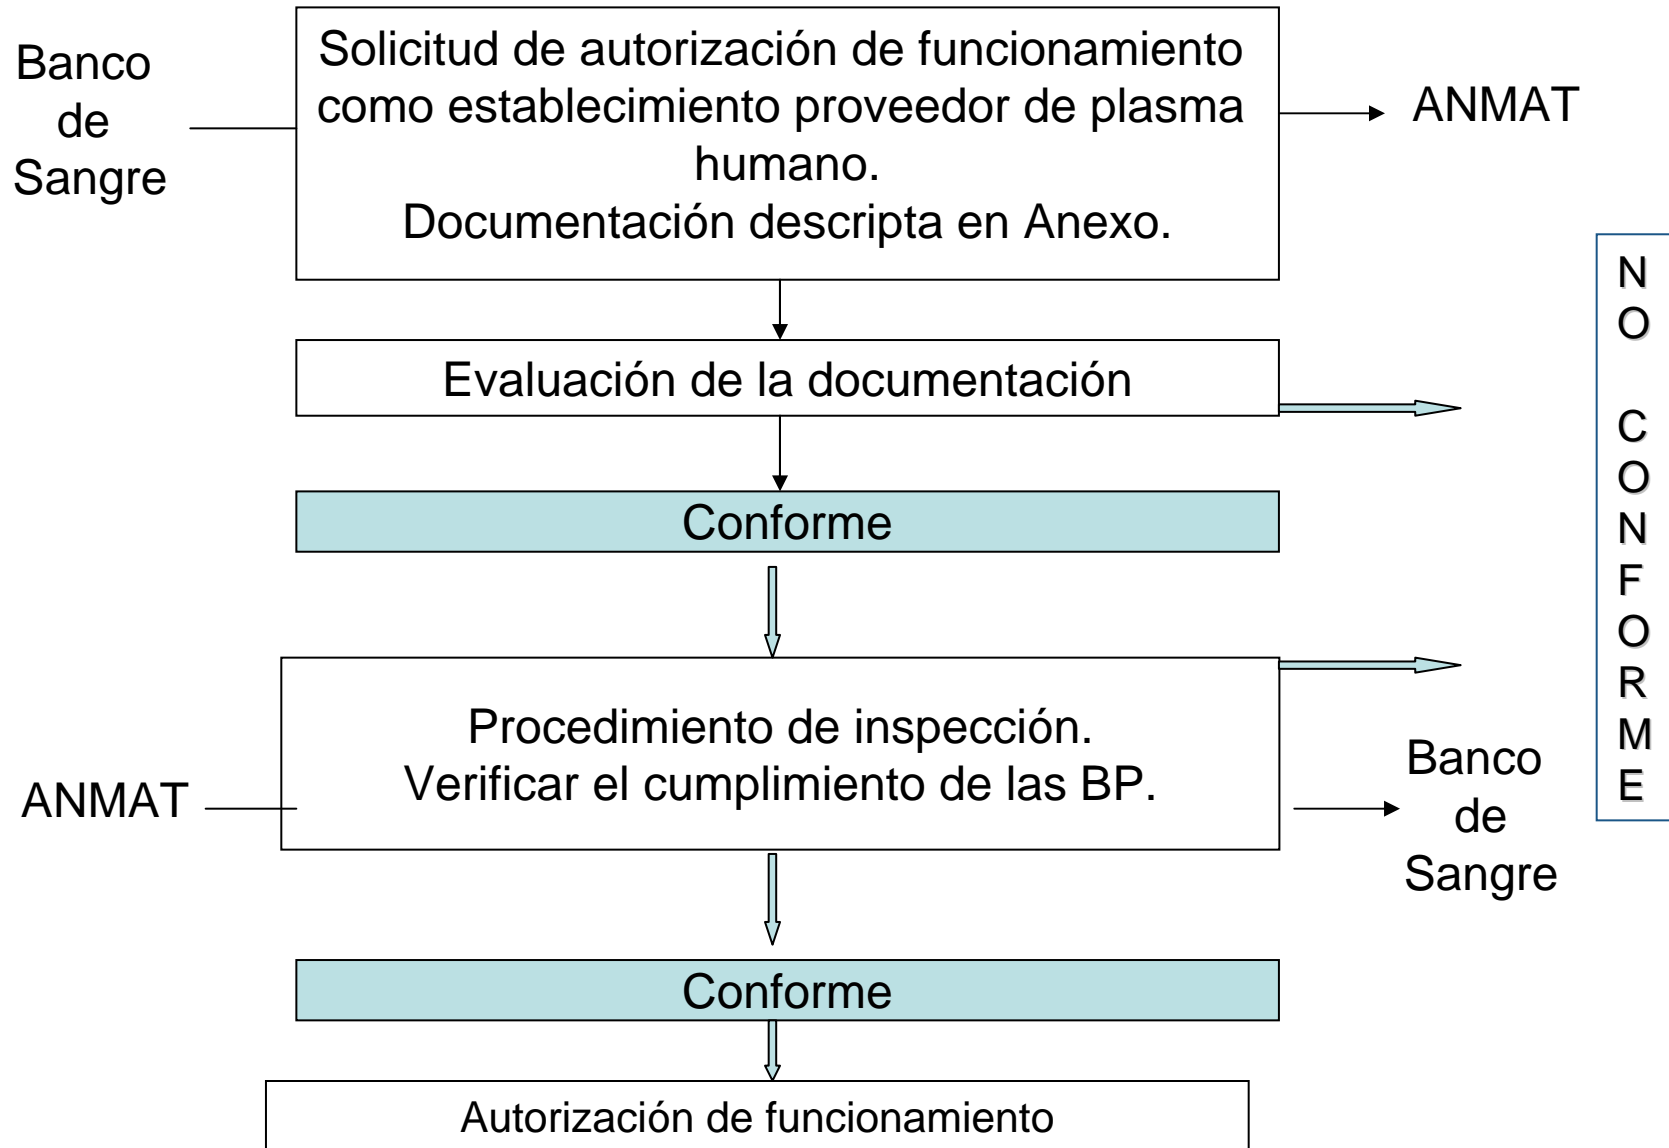 Banco
de
Sangre
Solicitud de autorización de funcionamiento
como establecimiento proveedor de plasma
humano.
Documentación descripta en Anexo.
ANMAT
Evaluación de la documentación
Conforme
N
O
C
O
N
F
O
R
M
E
ANMAT
Procedimiento de inspección.
Verificar el cumplimiento de las BP.
Banco
de
Sangre
Conforme
Autorización de funcionamiento